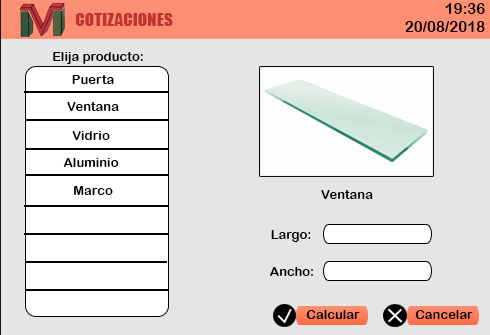 M COTIZACIONES
19:36
20/08/2018
Elija producto:
Puerta
Ventana
Vidrio
Aluminio
Marco
Ventana
Largo:
Ancho:
Calcular
Cancelar